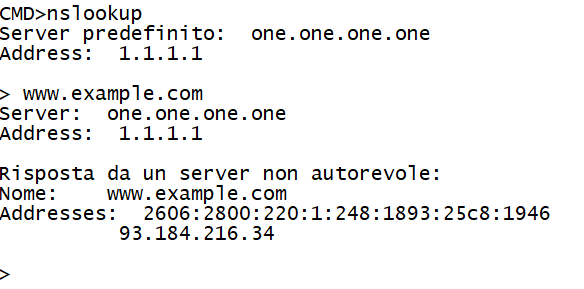 CMD>nslookup
Server predefinito:  one.one.one.one
Address:  1.1.1.1
> www.example.com
Server:  one.one.one.one
Address:  1.1.1.1
Risposta da un server non autorevole:
Nome:    www.example.com
Addresses:  2606:2800:220:1:248:1893:25c8:1946
93.184.216.34
>